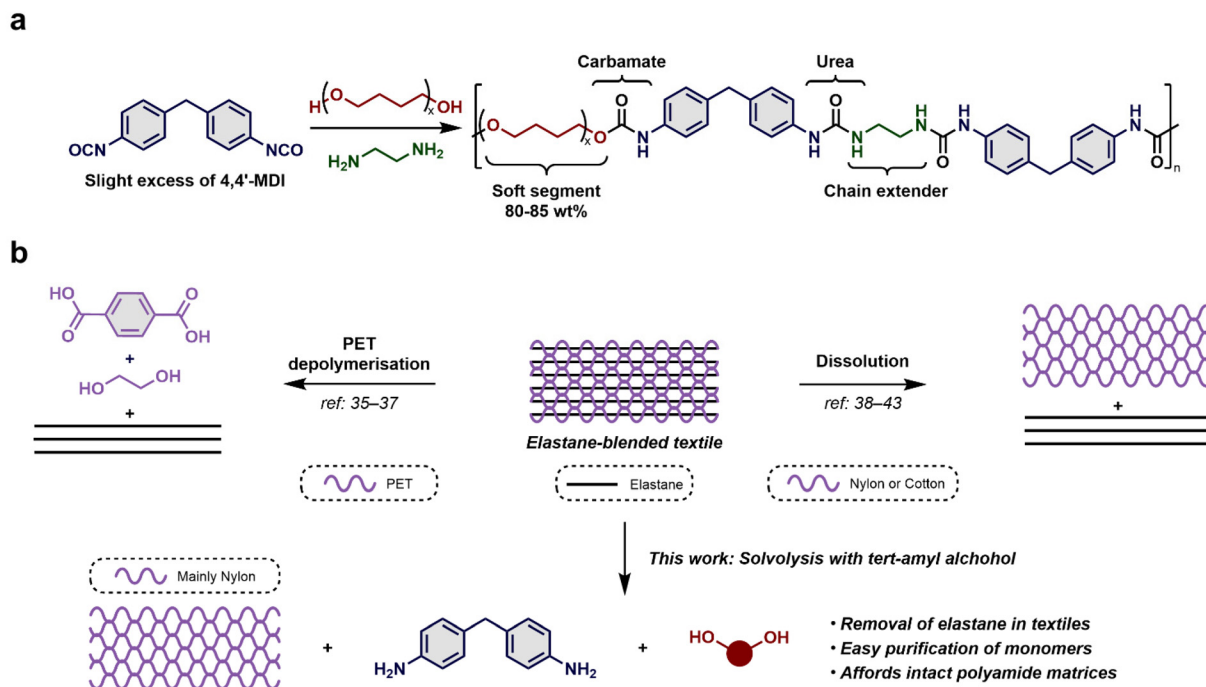 a
Carbamate
Urea
H O x OH
OCN
NCO
H2N NH2
Slight excess of 4,4'-MDI
O x O O N H
N H O N H
H N O H N
H N O n
Soft segment
80-85 wt%
Chain extender
b
HO O
O OH
+
HO OH
+
PET
depolymerisation
ref: 35–37
Elastane-blended textile
Dissolution
ref: 38–43
+
PET
Elastane
Nylon or Cotton
This work: Solvolysis with tert-amyl alchohol
Mainly Nylon
+
H2N NH2
+
HO OH
• Removal of elastane in textiles
• Easy purification of monomers
• Affords intact polyamide matrices